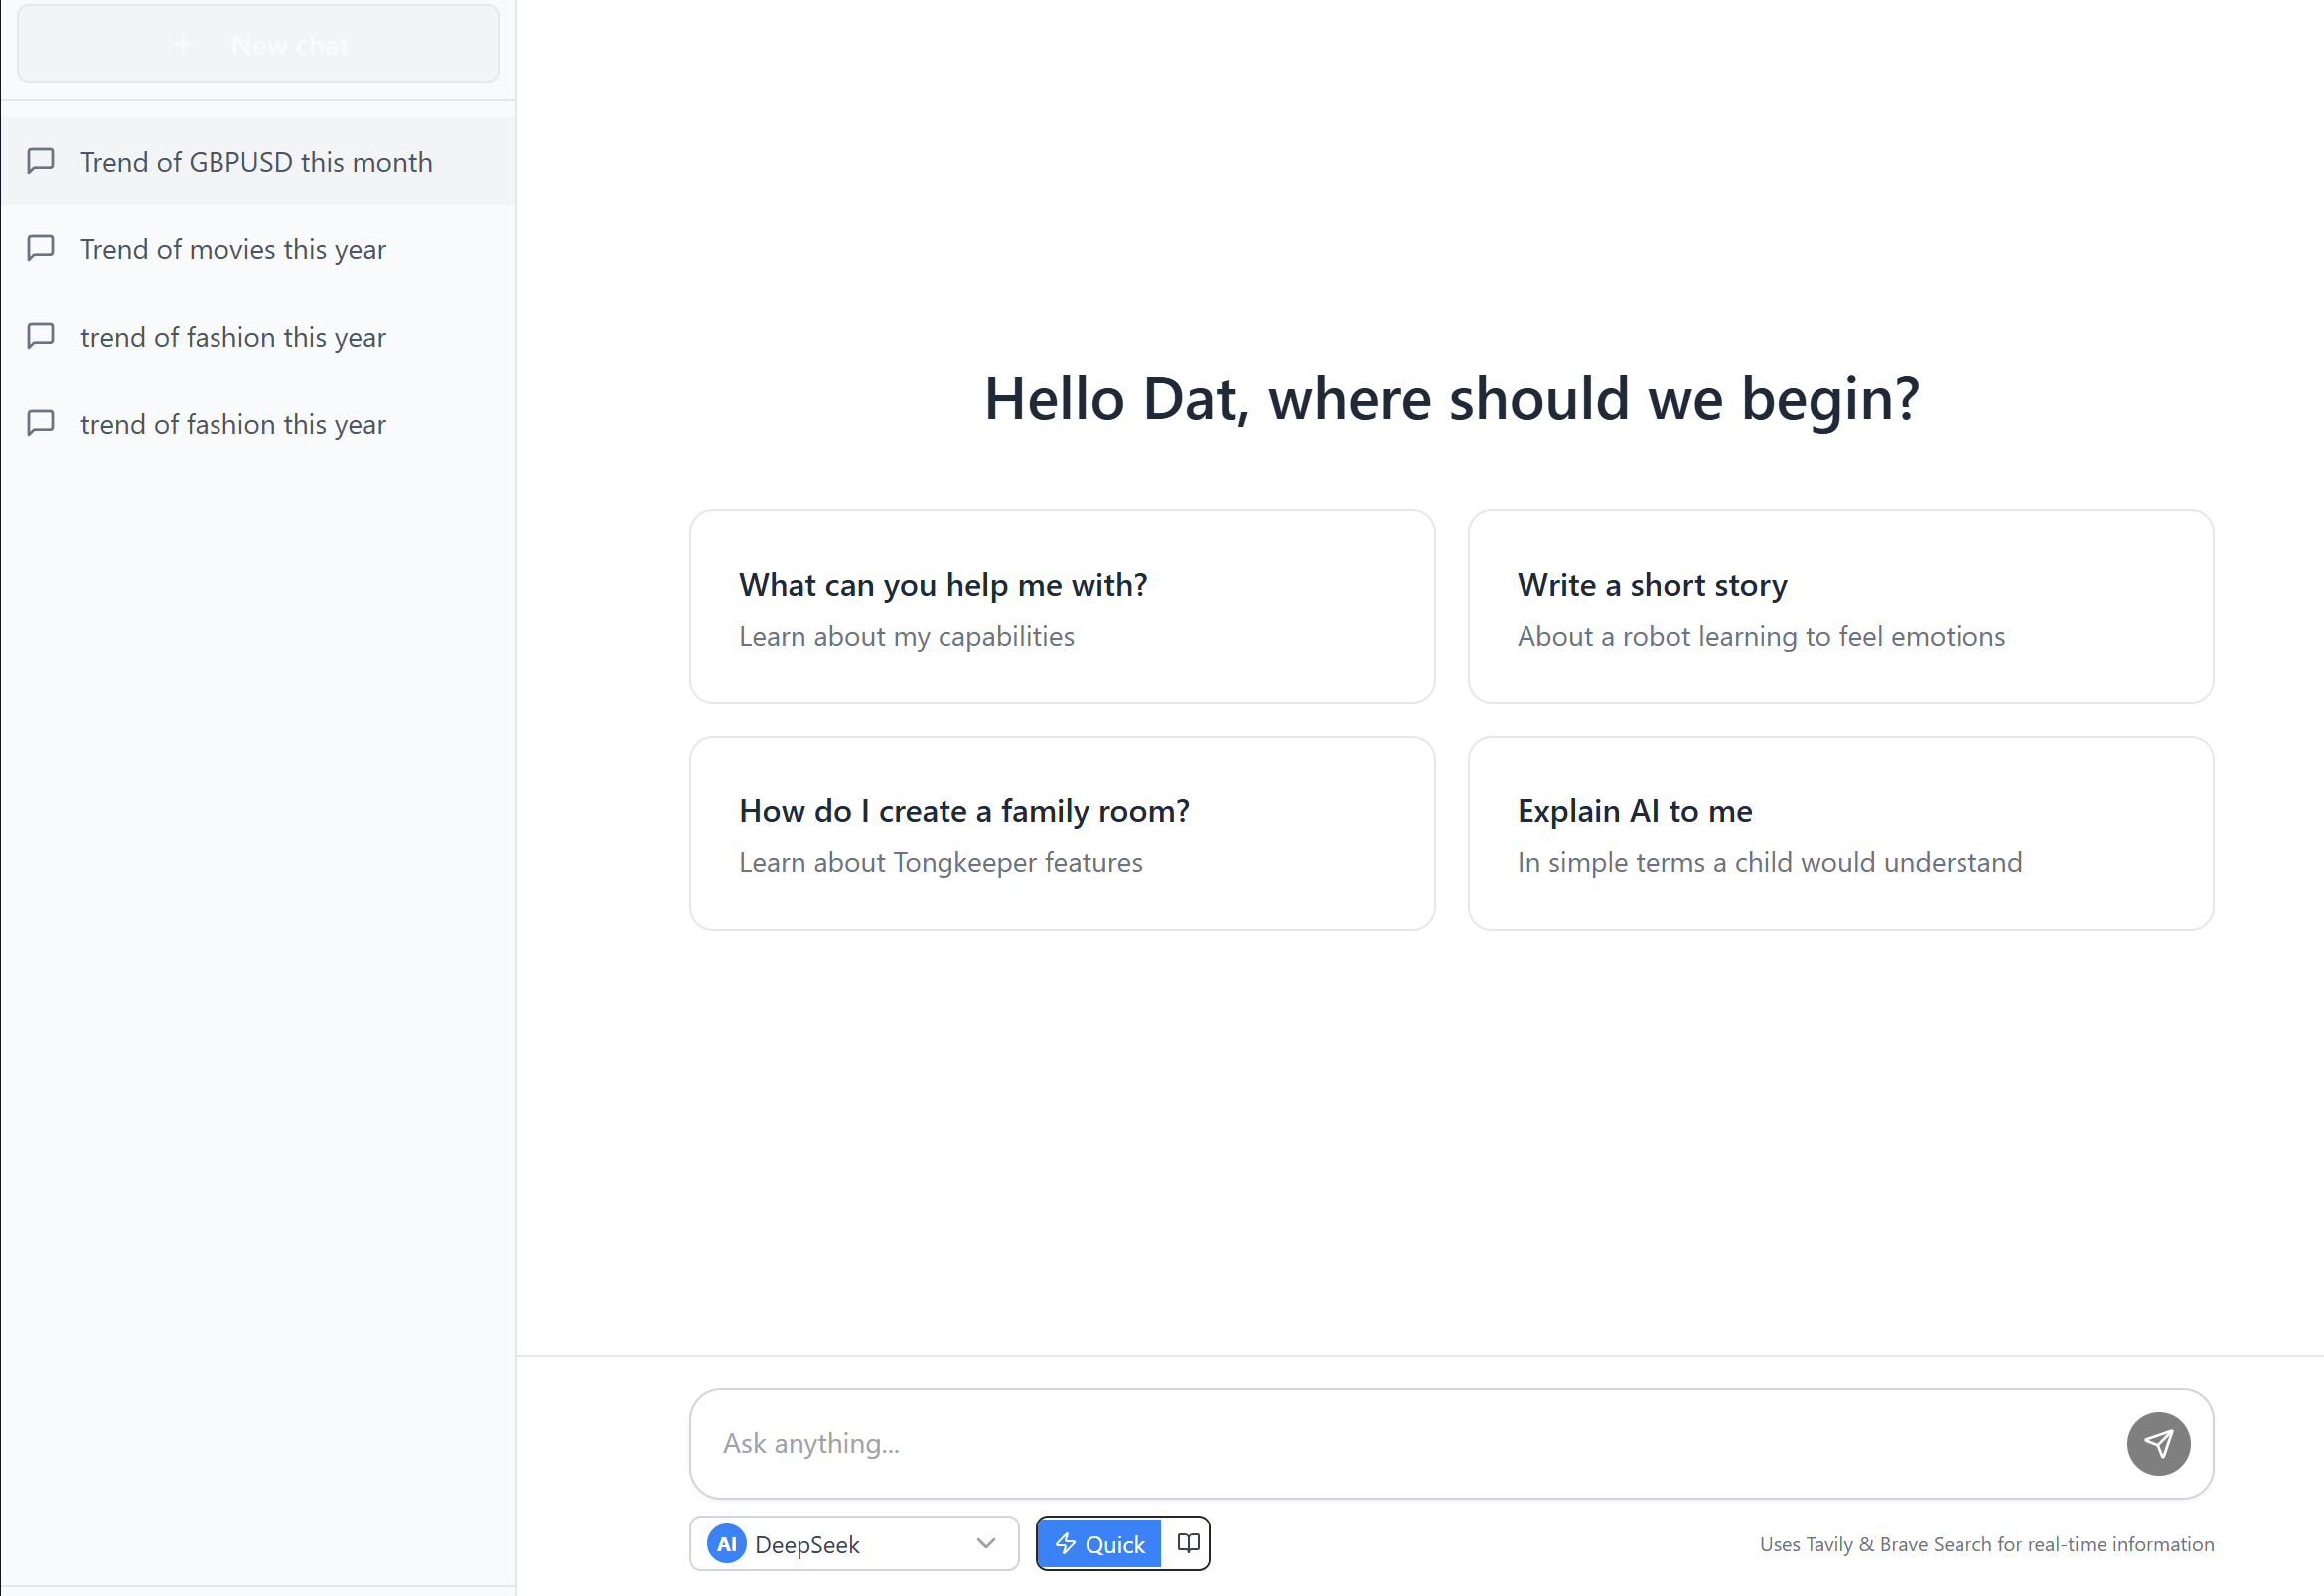 New chat
Trend of GBPUSD this month
Trend of movies this year
trend of fashion this year
trend of fashion this year
Hello Dat, where should we begin?
What can you help me with?
Learn about my capabilities
Write a short story
About a robot learning to feel emotions
How do I create a family room?
Learn about Tongkeeper features
Explain AI to me
In simple terms a child would understand
Ask anything...
AI DeepSeek
Quick
Uses Tavily & Brave Search for real-time information